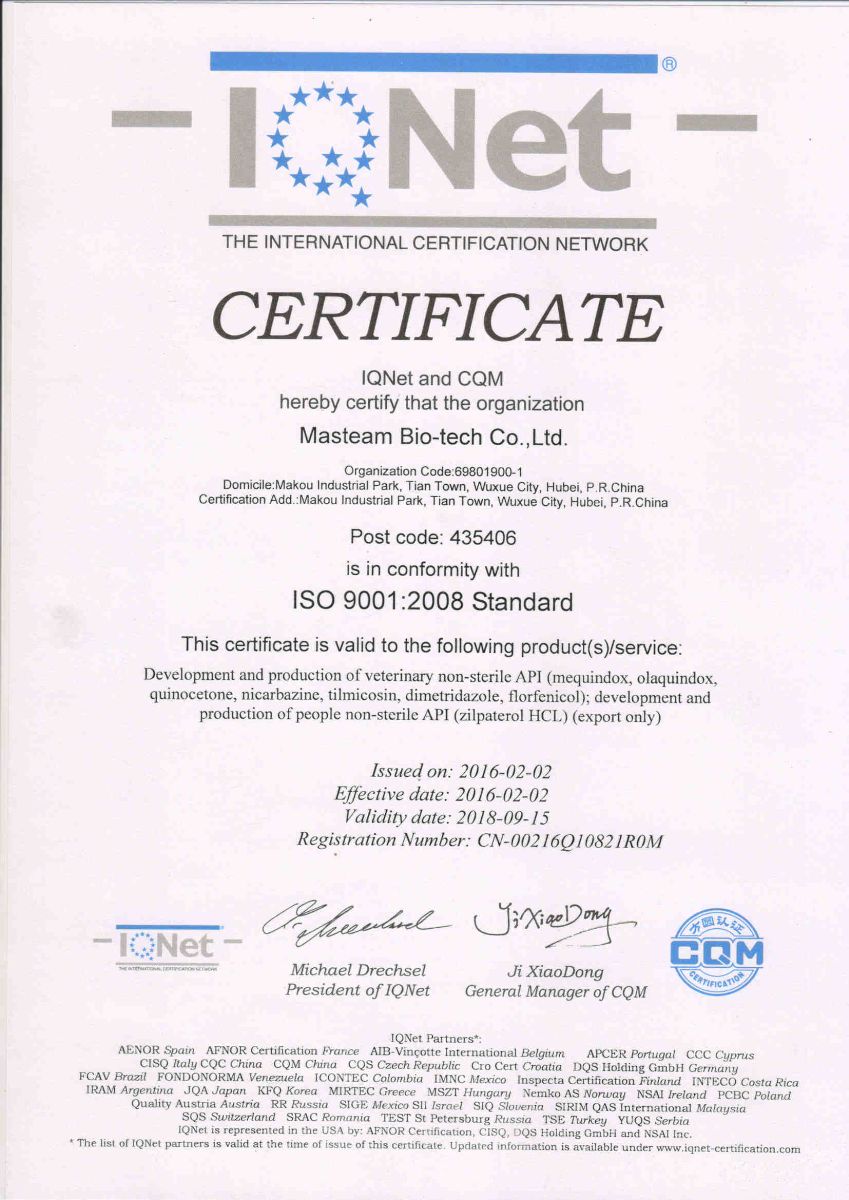 IQNet®
THE INTERNATIONAL CERTIFICATION NETWORK
CERTIFICATE
IQNet and CQM
hereby certify that the organization
Masteam Bio-tech Co.,Ltd.
Organization Code:69801900-1
Domicile:Makou Industrial Park, Tian Town, Wuxue City, Hubei, P.R.China
Certification Add.:Makou Industrial Park, Tian Town, Wuxue City, Hubei, P.R.China
Post code: 435406
is in conformity with
ISO 9001:2008 Standard
This certificate is valid to the following product(s)/service:
Development and production of veterinary non-sterile API (mequindox, olaquindox,
quinocetone, nicarbazine, tilmicosin, dimetridazole, florfenicol); development and
production of people non-sterile API (zilpaterol HCL) (export only)
Issued on: 2016-02-02
Effective date: 2016-02-02
Validity date: 2018-09-15
Registration Number: CN-00216Q10821R0M
IQNet
THE INTERNATIONAL CERTIFICATION NETWORK
Ji XiaoDong
Michael Drechsel
President of IQNet
Ji XiaoDong
General Manager of CQM
方圆认证
CQM
CERTIFICATION
IQNet Partners*:
AENOR Spain AFNOR Certification France AIB-Vinçotte International Belgium APCER Portugal CCC Cyprus
CISQ Italy CQC China CQM China CQS Czech Republic Cro Cert Croatia DQS Holding GmbH Germany
FCAV Brazil FONDONORMA Venezuela ICONTEC Colombia IMNC Mexico Inspecta Certification Finland INTECO Costa Rica
IRAM Argentina JQA Japan KFQ Korea MIRTEC Greece MSZT Hungary Nemko AS Norway NSAI Ireland PCBC Poland
Quality Austria Austria RR Russia SIGE Mexico SII Israel SIQ Slovenia SIRIM QAS International Malaysia
SQS Switzerland SRAC Romania TEST St Petersburg Russia TSE Turkey YUQS Serbia
IQNet is represented in the USA by: AFNOR Certification, CISQ, DQS Holding GmbH and NSAI Inc.
* The list of IQNet partners is valid at the time of issue of this certificate. Updated information is available under www.iqnet-certification.com